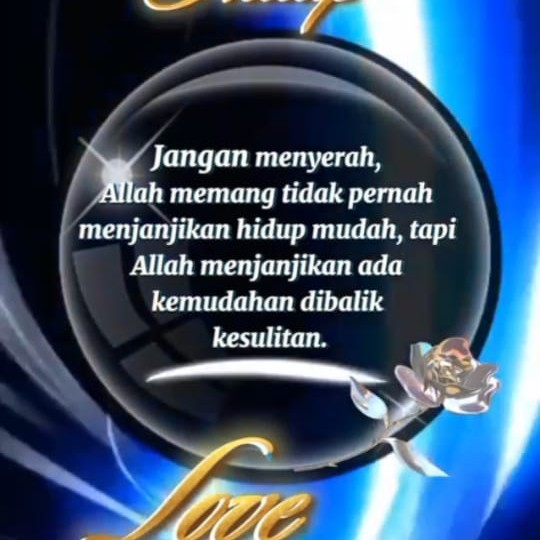 Jangan menyerah,
Allah memang tidak pernah
menjanjikan hidup mudah, tapi
Allah menjanjikan ada
kemudahan dibalik
kesulitan.
Love